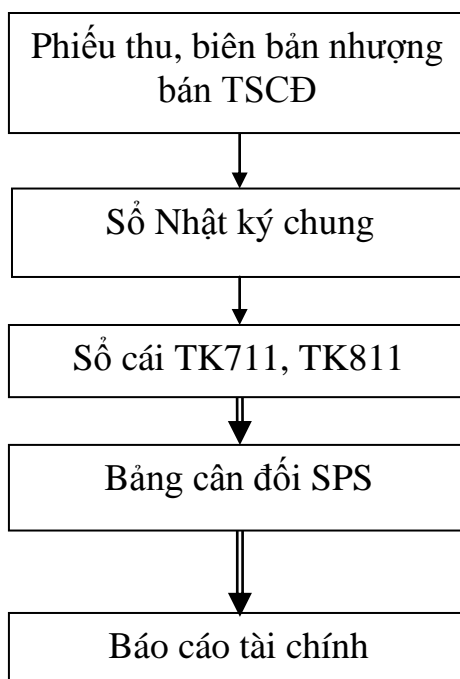 Phiếu thu, biên bản nhượng
bán TSCĐ
Sổ Nhật ký chung
Sổ cái TK711, TK811
Bảng cân đối SPS
Báo cáo tài chính